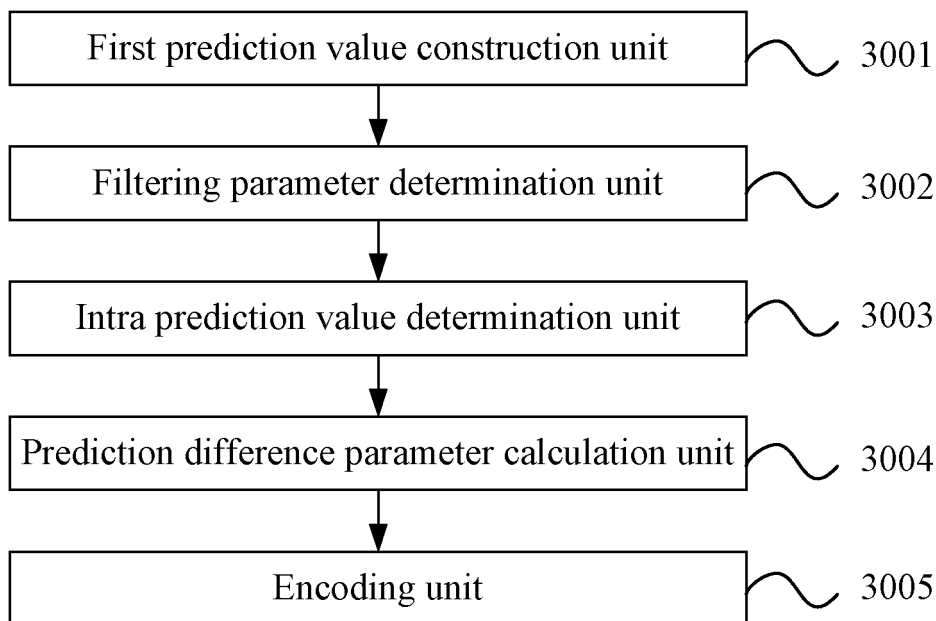 First prediction value construction unit 3001
Filtering parameter determination unit 3002
Intra prediction value determination unit 3003
Prediction difference parameter calculation unit 3004
Encoding unit 3005